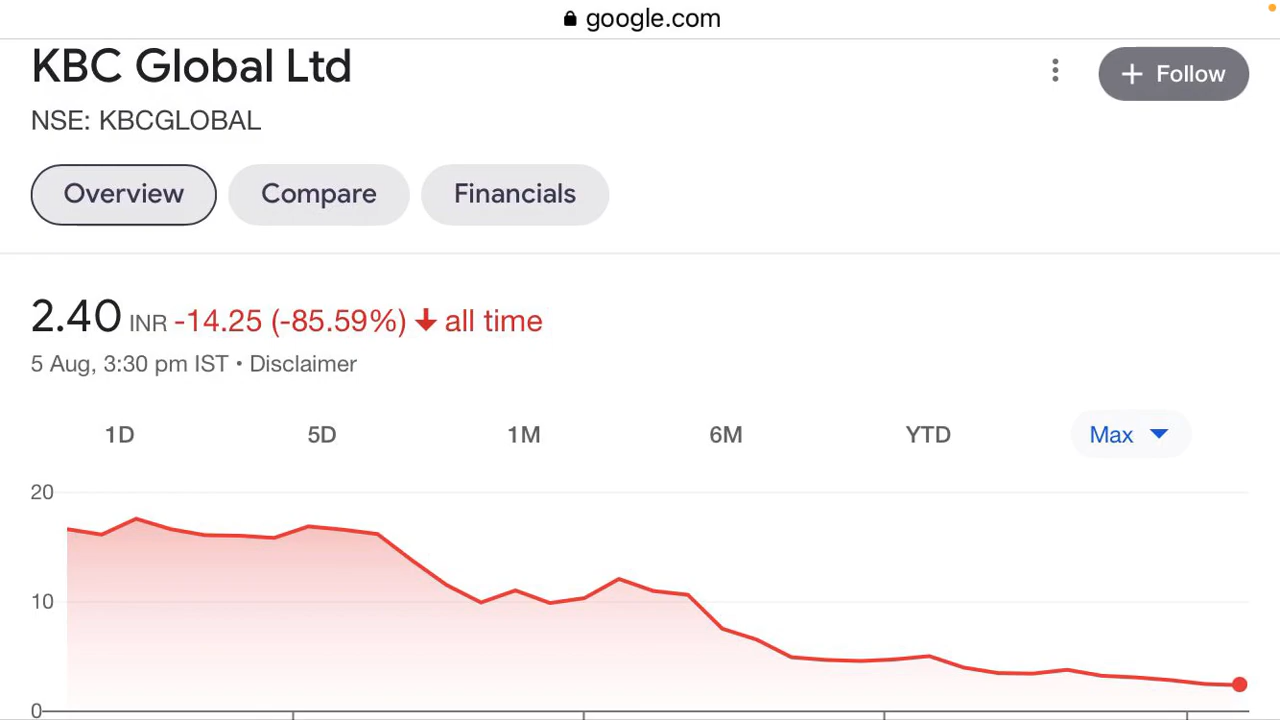 google.com
KBC Global Ltd
+ Follow
NSE: KBCGLOBAL
Overview Compare Financials
2.40 INR -14.25 (-85.59%) ↓ all time
5 Aug, 3:30 pm IST • Disclaimer
1D 5D 1M 6M YTD Max
20
10
0